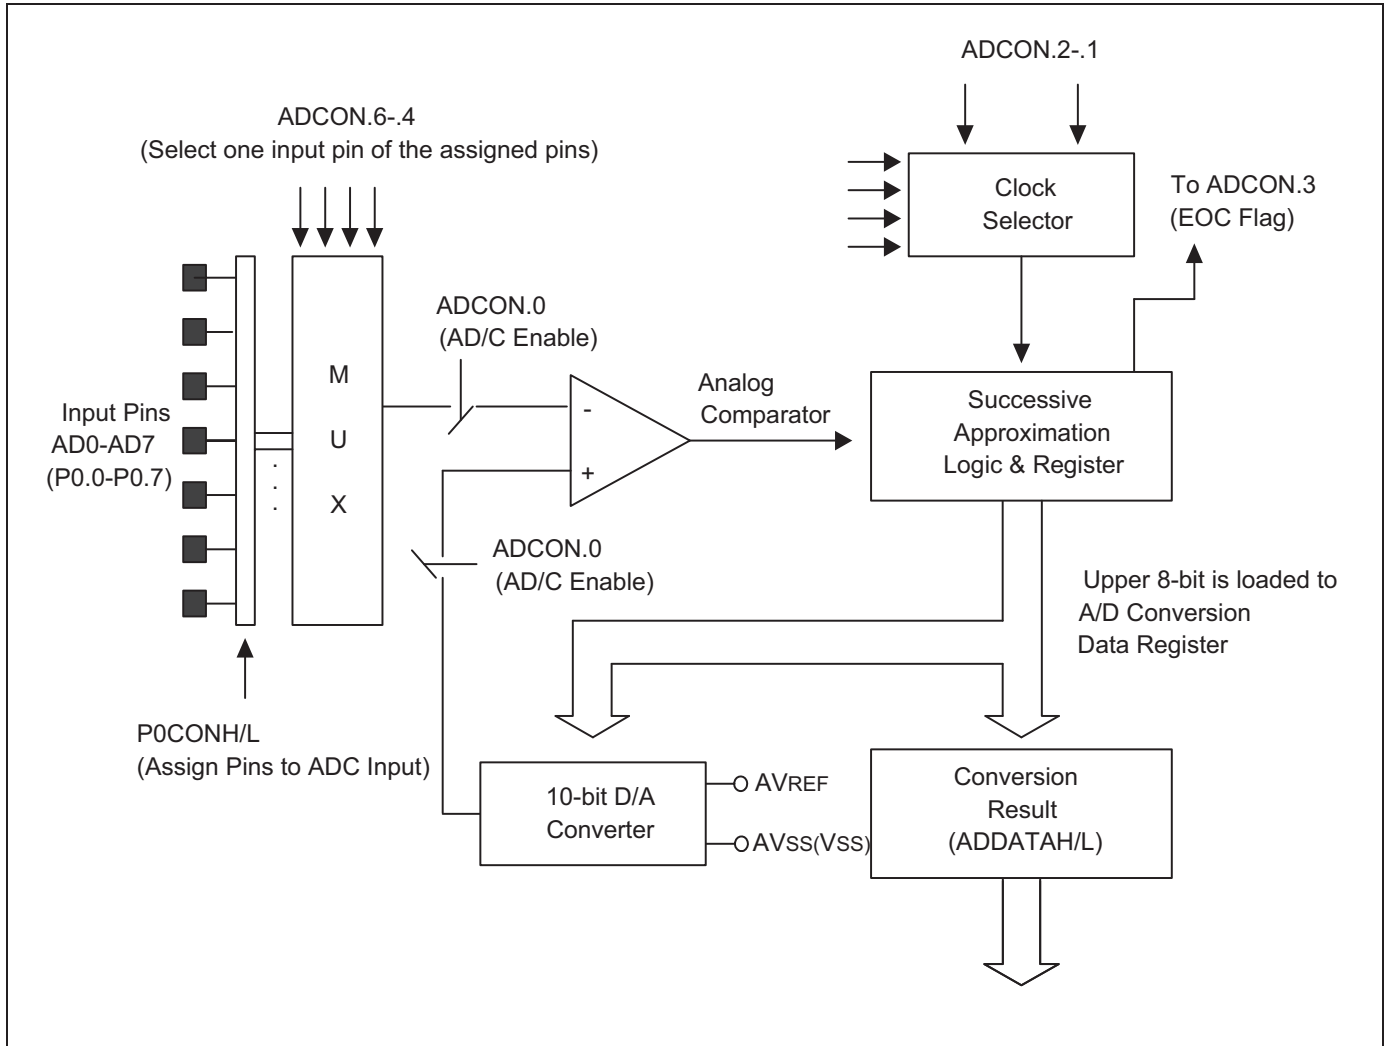 ADCON.2-.1
ADCON.6-.4
(Select one input pin of the assigned pins)
Clock
Selector
To ADCON.3
(EOC Flag)
ADCON.0
(AD/C Enable)
M
U
X
Input Pins
AD0-AD7
(P0.0-P0.7)
-
+
Analog
Comparator
Successive
Approximation
Logic & Register
ADCON.0
(AD/C Enable)
Upper 8-bit is loaded to
A/D Conversion
Data Register
P0CONH/L
(Assign Pins to ADC Input)
10-bit D/A
Converter
AVREF
AVSS(VSS)
Conversion
Result
(ADDATAH/L)